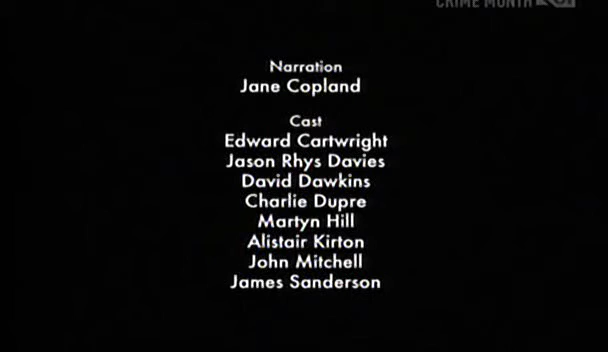 CRIME MONTH
Narration
Jane Copland
Cast
Edward Cartwright
Jason Rhys Davies
David Dawkins
Charlie Dupre
Martyn Hill
Alistair Kirton
John Mitchell
James Sanderson